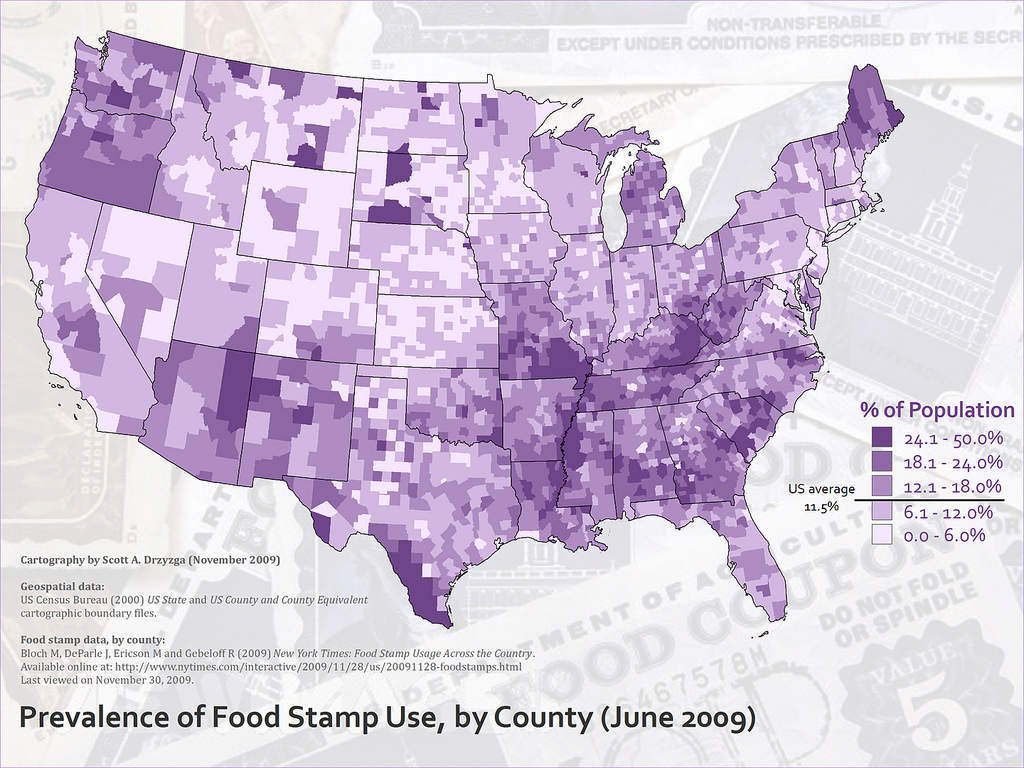 NON-TRANSFERABLE
EXCEPT UNDER CONDITIONS PRESCRIBED BY THE SECRE
SECRETARY OF
U.S. D
% of Population
24.1 - 50.0%
18.1 - 24.0%
12.1 - 18.0%
US average
11.5%
6.1 - 12.0%
0.0 - 6.0%
Cartography by Scott A. Drzyzga (November 2009)
Geospatial data:
US Census Bureau (2000) US State and US County and County Equivalent
cartographic boundary files.
Food stamp data, by county:
Bloch M, DeParle J, Ericson M and Gebeloff R (2009) New York Times: Food Stamp Usage Across the Country.
Available online at: http://www.nytimes.com/interactive/2009/11/28/us/20091128-foodstamps.html
Last viewed on November 30, 2009.
DEPARTMENT OF AGRICULTURE
FOOD COUPON
DO NOT FOLD
OR SPINDLE
VALUE
5
Prevalence of Food Stamp Use, by County (June 2009)